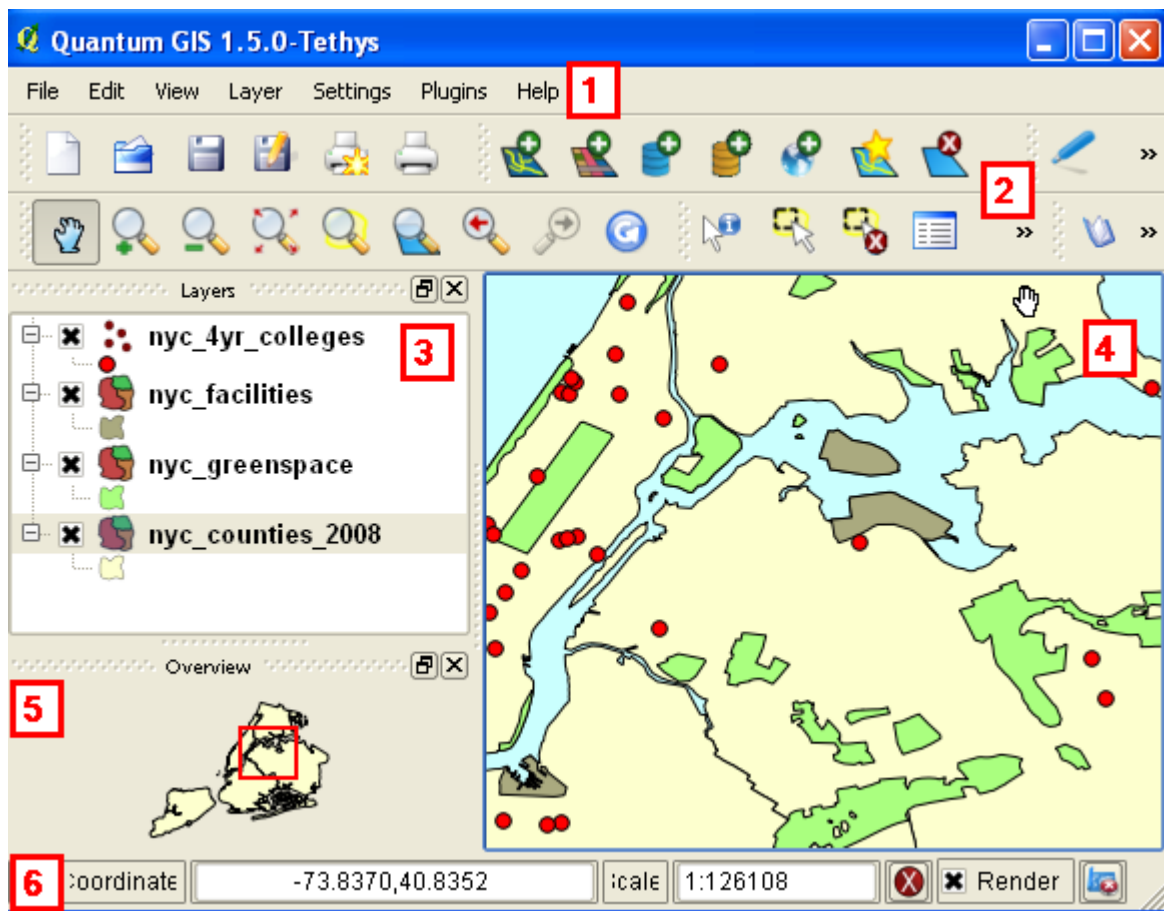 Quantum GIS 1.5.0-Tethys
File Edit View Layer Settings Plugins Help 1
2
Layers
nyc_4yr_colleges 3
nyc_facilities
nyc_greenspace
nyc_counties_2008
4
Overview
5
6 Coordinate -73.8370,40.8352 Scale 1:126108 Render